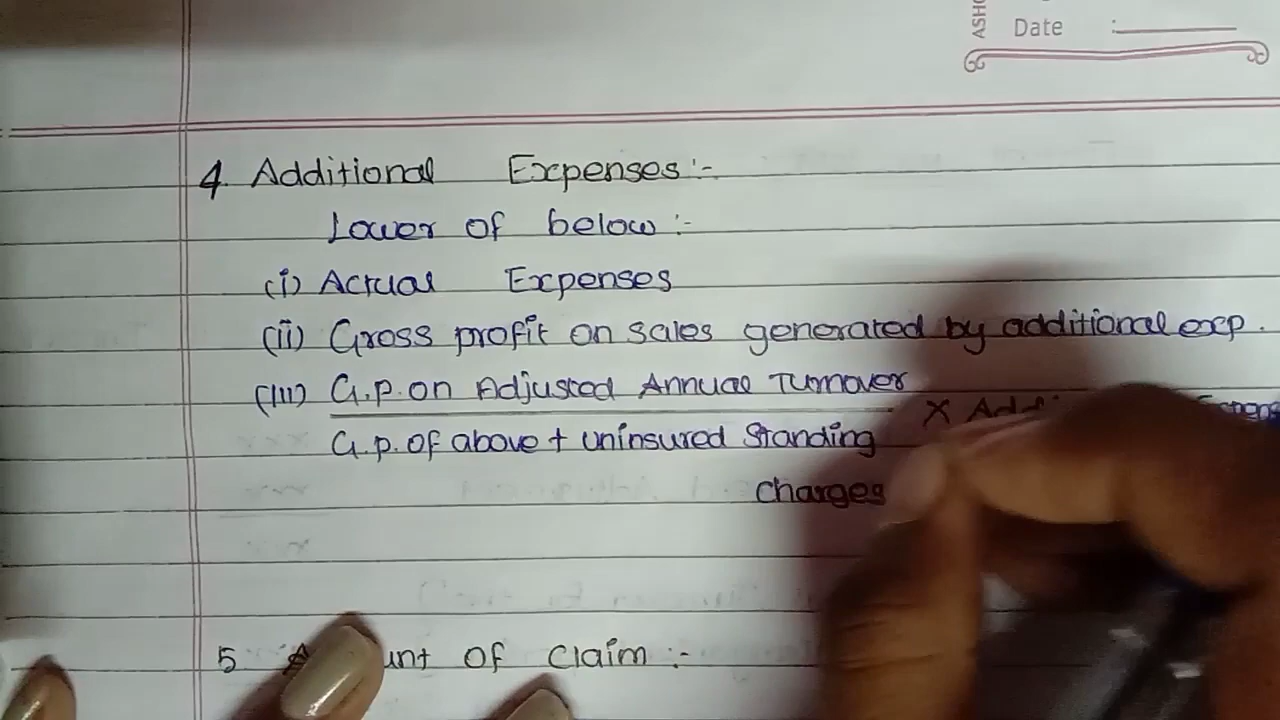 ASHO
Date :
4. Additional Expenses :-
Lower of below :-
(i) Actual Expenses
(ii) Gross profit on sales generated by additional exp.
(iii) G.p. on Adjusted Annual Turnover
X
G.p. of above + uninsured Standing
charges
5 of claim :-